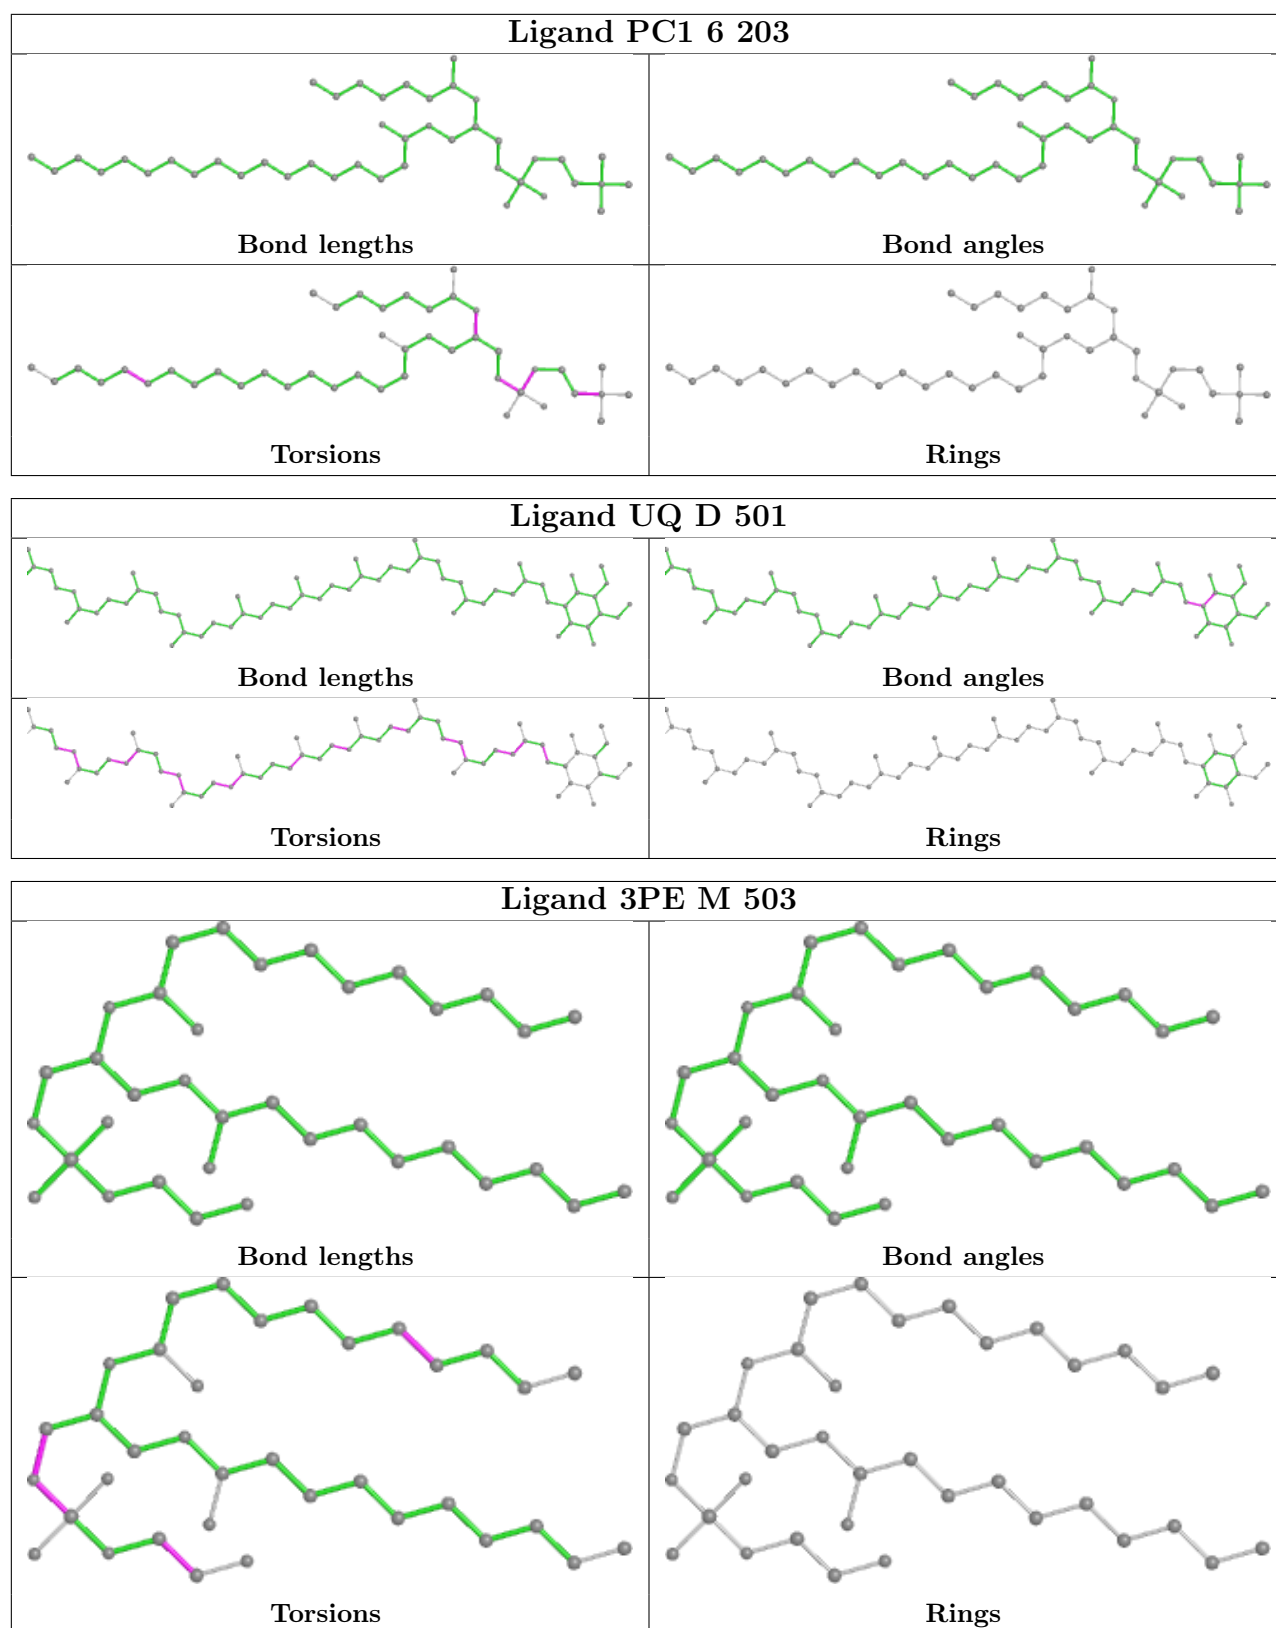 Ligand PC1 6 203
Bond lengths
Bond angles
Torsions
Rings
Ligand UQ D 501
Bond lengths
Bond angles
Torsions
Rings
Ligand 3PE M 503
Bond lengths
Bond angles
Torsions
Rings